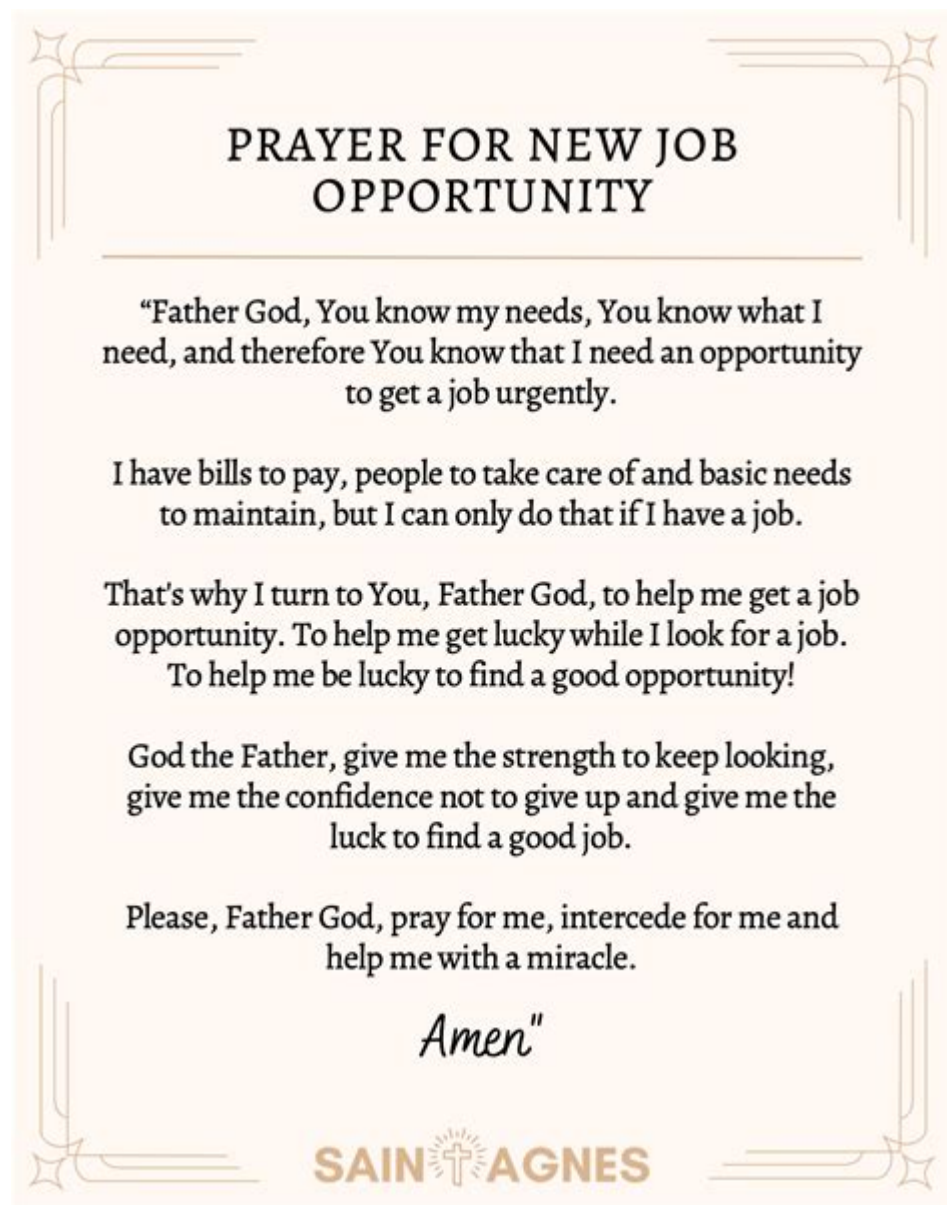 PRAYER FOR NEW JOB
OPPORTUNITY
“Father God, You know my needs, You know what I
need, and therefore You know that I need an opportunity
to get a job urgently.
I have bills to pay, people to take care of and basic needs
to maintain, but I can only do that if I have a job.
That's why I turn to You, Father God, to help me get a job
opportunity. To help me get lucky while I look for a job.
To help me be lucky to find a good opportunity!
God the Father, give me the strength to keep looking,
give me the confidence not to give up and give me the
luck to find a good job.
Please, Father God, pray for me, intercede for me and
help me with a miracle.
Amen"
SAINT AGNES